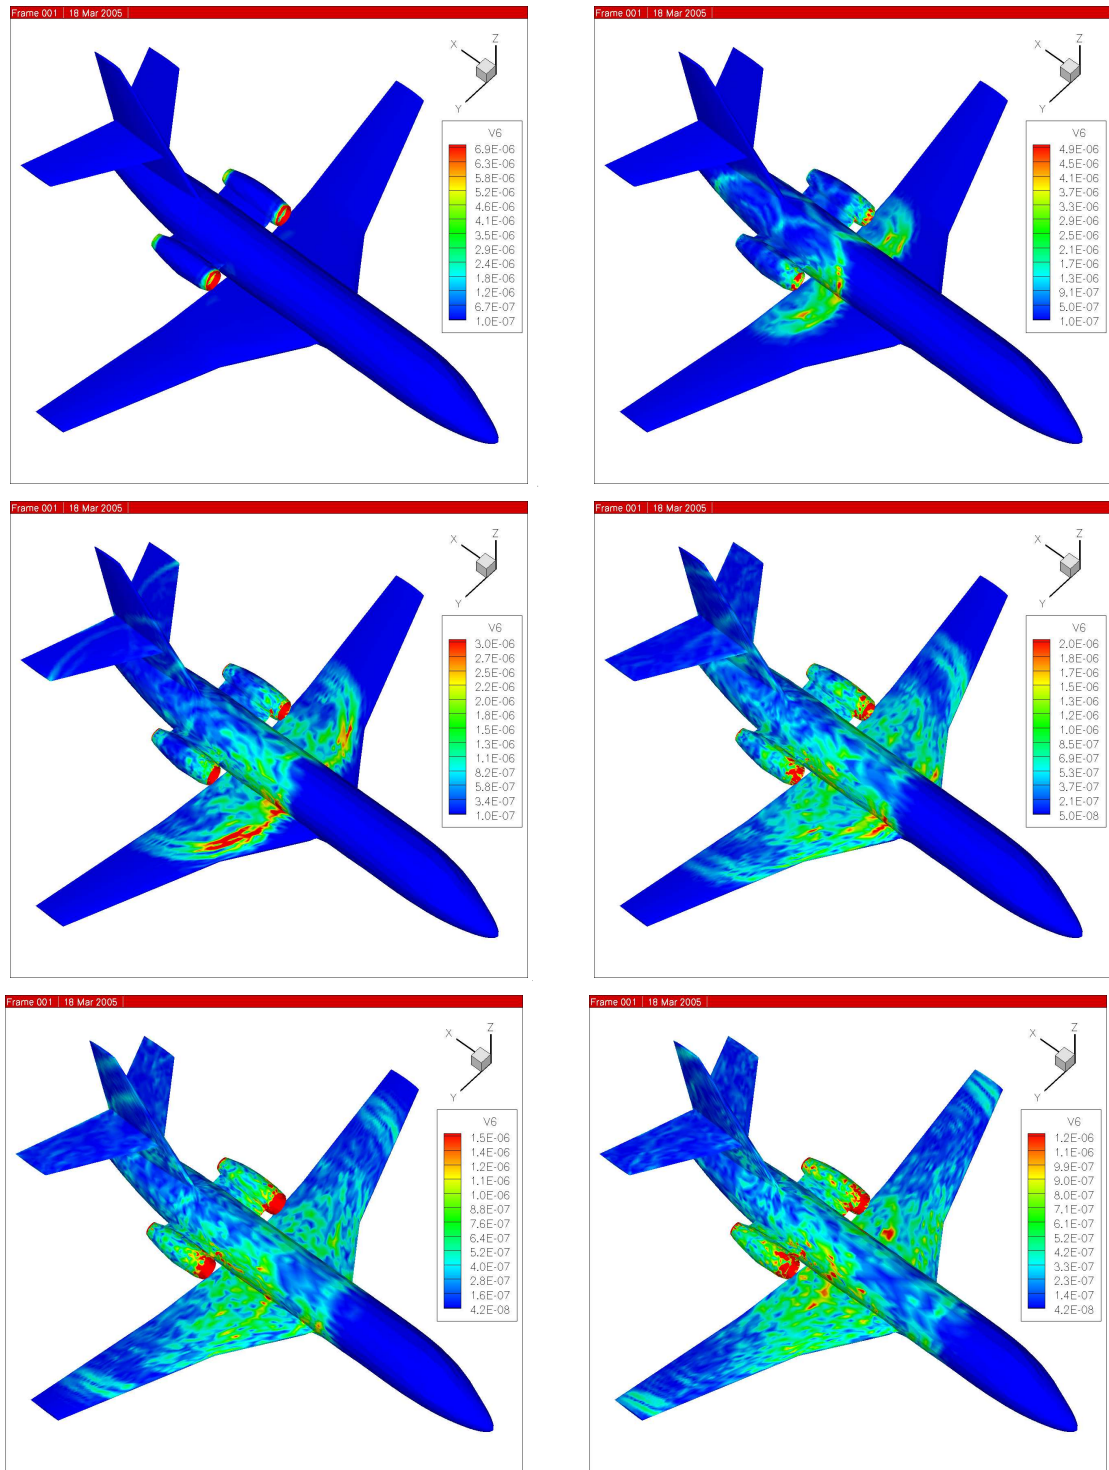 Frame 001 | 18 Mar 2005 |
X
Z
Y
V6
6.9E-06
6.3E-06
5.8E-06
5.2E-06
4.6E-06
4.1E-06
3.5E-06
2.9E-06
2.4E-06
1.8E-06
1.2E-06
6.7E-07
1.0E-07
Frame 001 | 18 Mar 2005 |
X
Z
Y
V6
4.9E-06
4.5E-06
4.1E-06
3.7E-06
3.3E-06
2.9E-06
2.5E-06
2.1E-06
1.7E-06
1.3E-06
9.1E-07
5.0E-07
1.0E-07
Frame 001 | 18 Mar 2005 |
X
Z
Y
V6
3.0E-06
2.7E-06
2.5E-06
2.2E-06
2.0E-06
1.8E-06
1.5E-06
1.3E-06
1.1E-06
8.2E-07
5.8E-07
3.4E-07
1.0E-07
Frame 001 | 18 Mar 2005 |
X
Z
Y
V6
2.0E-06
1.8E-06
1.7E-06
1.5E-06
1.3E-06
1.2E-06
1.0E-06
8.5E-07
6.9E-07
5.3E-07
3.7E-07
2.1E-07
5.0E-08
Frame 001 | 18 Mar 2005 |
X
Z
Y
V6
1.5E-06
1.4E-06
1.2E-06
1.1E-06
1.0E-06
8.8E-07
7.6E-07
6.4E-07
5.2E-07
4.0E-07
2.8E-07
1.6E-07
4.2E-08
Frame 001 | 18 Mar 2005 |
X
Z
Y
V6
1.2E-06
1.1E-06
9.9E-07
9.0E-07
8.0E-07
7.1E-07
6.1E-07
5.2E-07
4.2E-07
3.3E-07
2.3E-07
1.4E-07
4.2E-08